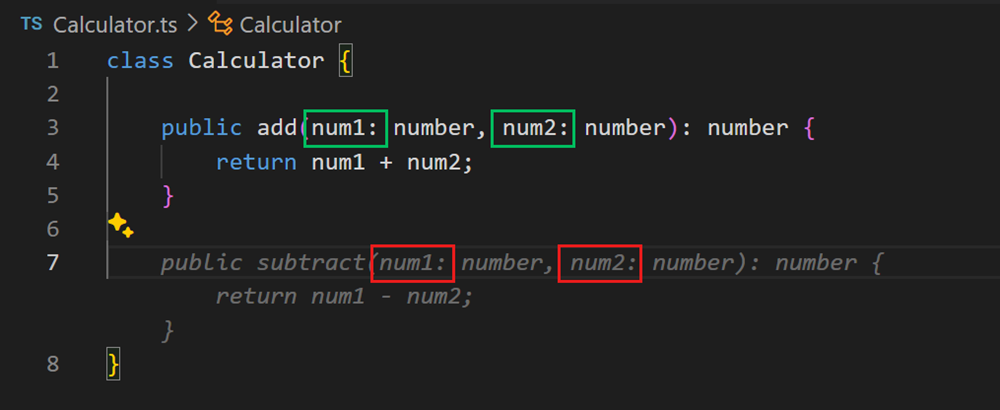 TS Calculator.ts > Calculator
1 class Calculator {
2
3 public add(num1: number, num2: number): number {
4 return num1 + num2;
5 }
6
7 public subtract(num1: number, num2: number): number {
return num1 - num2;
}
8 }